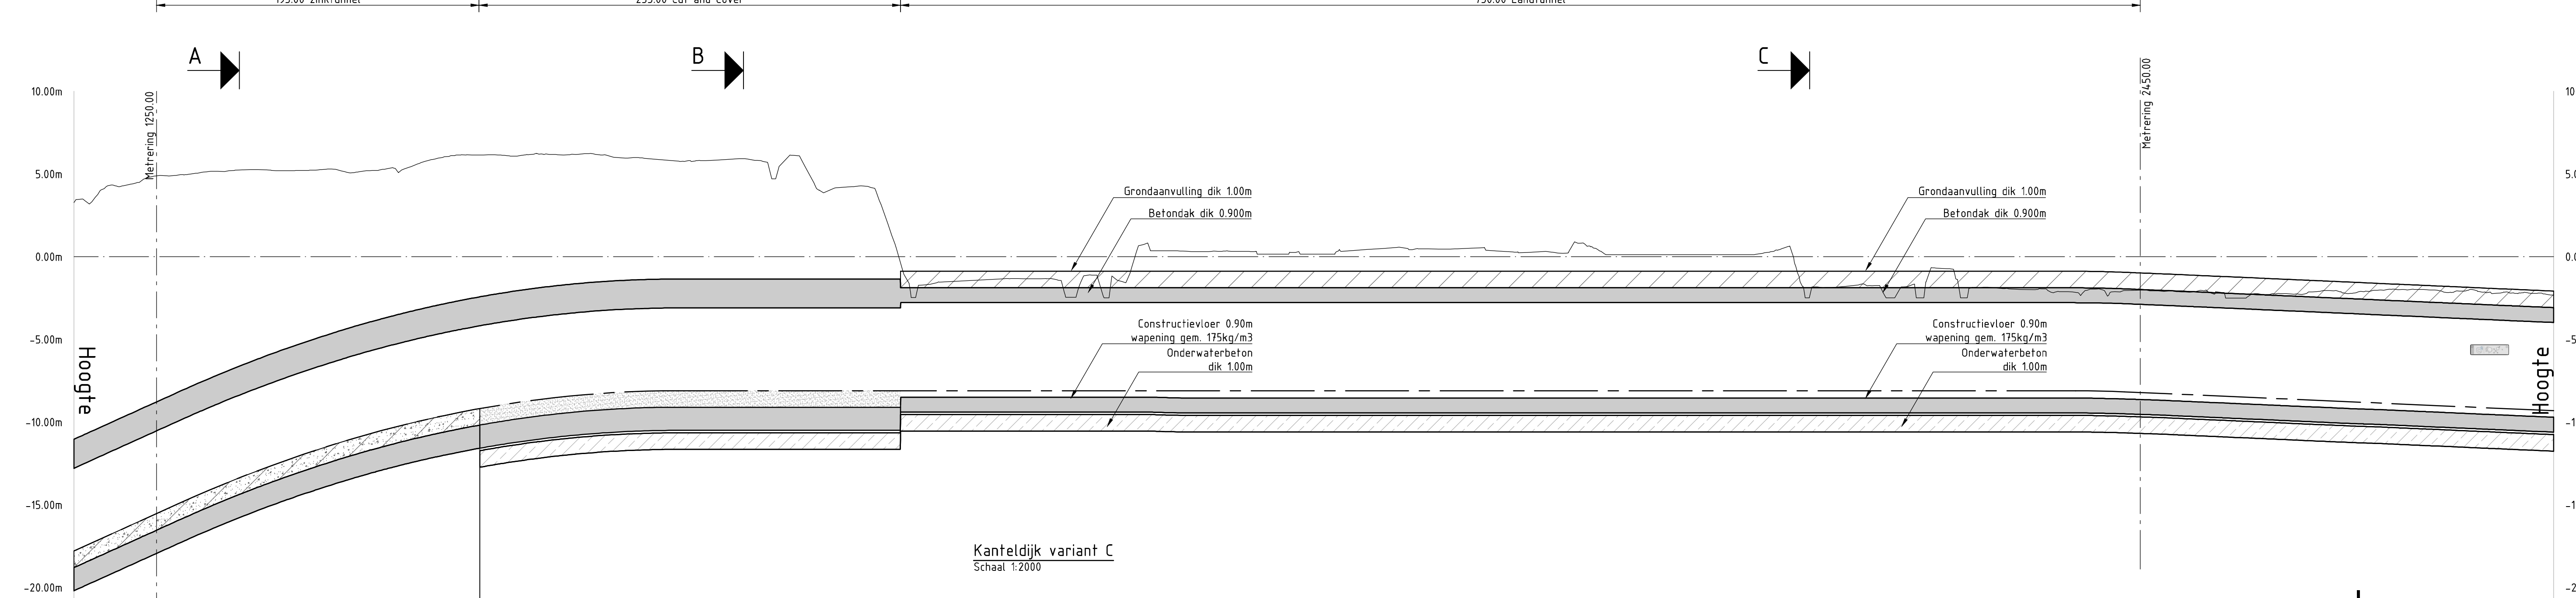 A
B
C
10.00m
5.00m
0.00m
-5.00m
-10.00m
-15.00m
-20.00m
Hoogte
Metrering 1250.00
Metrering 2450.00
Grondaanvulling dik 1.00m
Betondak dik 0.900m
Constructievloer 0.90m
wapening gem. 175kg/m3
Onderwaterbeton
dik 1.00m
Grondaanvulling dik 1.00m
Betondak dik 0.900m
Constructievloer 0.90m
wapening gem. 175kg/m3
Onderwaterbeton
dik 1.00m
Hoogte
Kanteldijk variant C
Schaal 1:2000